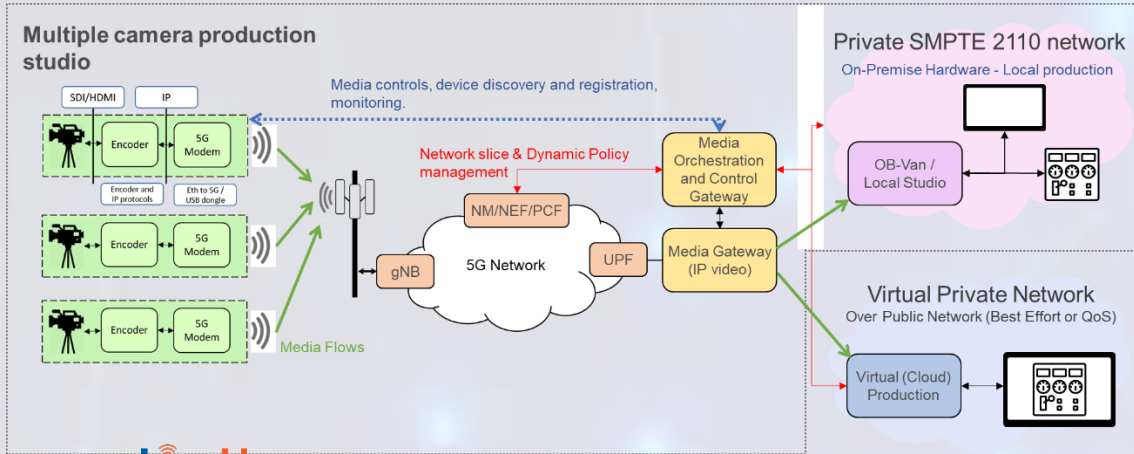 Multiple camera production
studio
SDI/HDMI
IP
Encoder
5G
Modem
Encoder and
IP protocols
Eth to 5G /
USB dongle
Encoder
5G
Modem
Encoder
5G
Modem
Media Flows
Media controls, device discovery and registration,
monitoring.
Network slice & Dynamic Policy
management
NM/NEF/PCF
gNB
5G Network
UPF
Media
Orchestration
and Control
Gateway
Media Gateway
(IP video)
Private SMPTE 2110 network
On-Premise Hardware - Local production
OB-Van /
Local Studio
Virtual Private Network
Over Public Network (Best Effort or QoS)
Virtual (Cloud)
Production